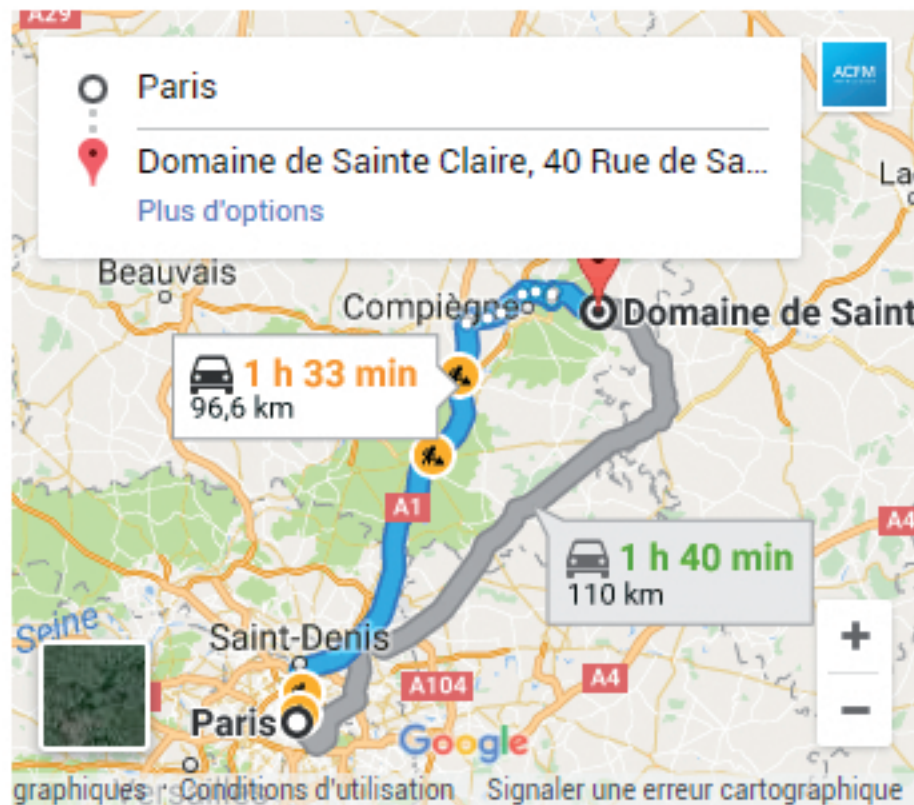 A29
Paris
ACFM
Domaine de Sainte Claire, 40 Rue de Sa...
Plus d'options
La
Beauvais
Compiègne
Domaine de Saint
1 h 33 min
96,6 km
A1
A4
1 h 40 min
110 km
Seine
Saint-Denis
+
A104
A4
Paris
−
Google
Versailles
graphiques
Conditions d'utilisation
Signaler une erreur cartographique